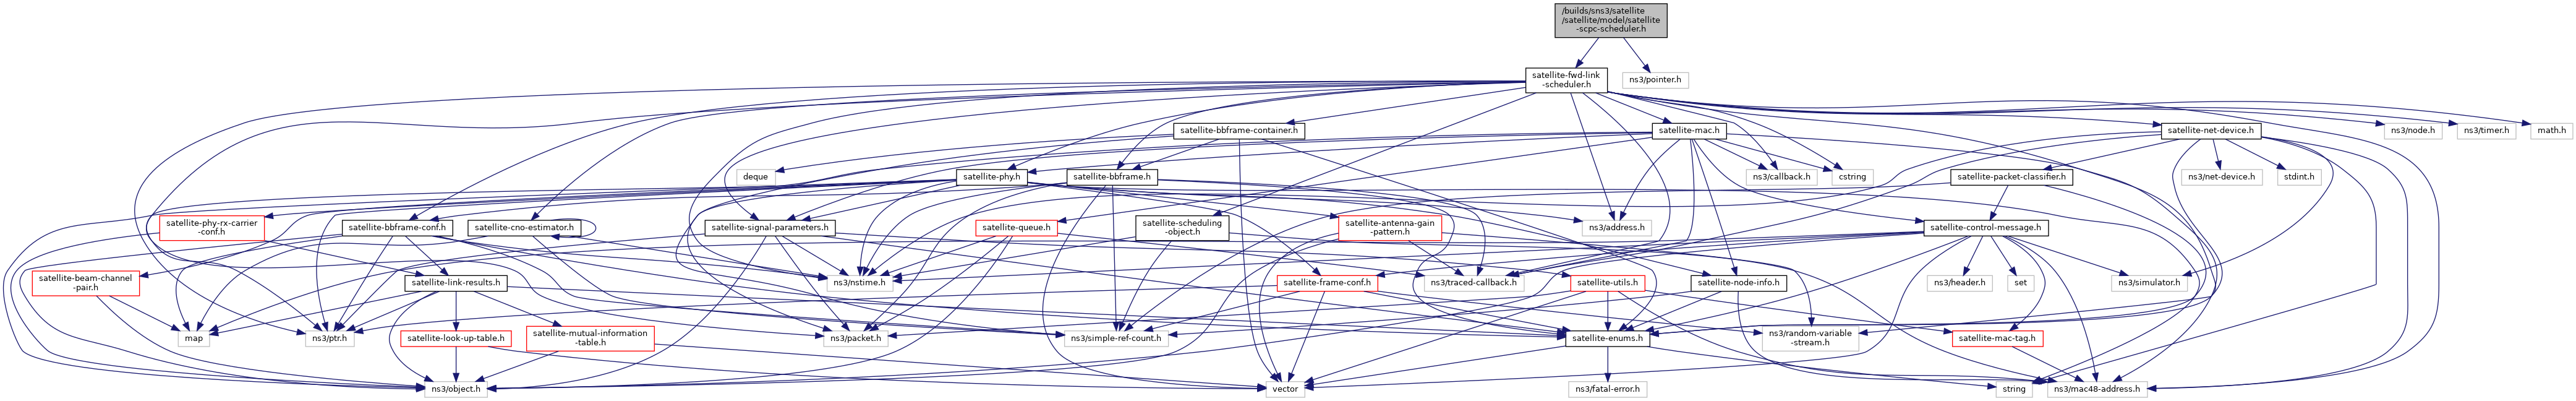 /builds/sns3/satellite
/satellite/model/satellite
-scpc-scheduler.h
satellite-fwd-link
-scheduler.h
ns3/pointer.h
satellite-bbframe-container.h
satellite-mac.h
satellite-net-device.h
ns3/node.h
ns3/timer.h
math.h
deque
satellite-phy.h
satellite-bbframe.h
ns3/callback.h
cstring
satellite-packet-classifier.h
ns3/net-device.h
stdint.h
satellite-phy-rx-carrier
-conf.h
satellite-bbframe-conf.h
satellite-cno-estimator.h
satellite-signal-parameters.h
satellite-queue.h
satellite-scheduling
-object.h
satellite-antenna-gain
-pattern.h
ns3/address.h
satellite-control-message.h
satellite-beam-channel
-pair.h
satellite-link-results.h
ns3/nstime.h
ns3/traced-callback.h
satellite-frame-conf.h
satellite-utils.h
satellite-node-info.h
ns3/header.h
set
ns3/simulator.h
map
ns3/ptr.h
satellite-look-up-table.h
satellite-mutual-information
-table.h
ns3/packet.h
ns3/simple-ref-count.h
satellite-enums.h
ns3/random-variable
-stream.h
satellite-mac-tag.h
ns3/object.h
vector
ns3/fatal-error.h
string
ns3/mac48-address.h